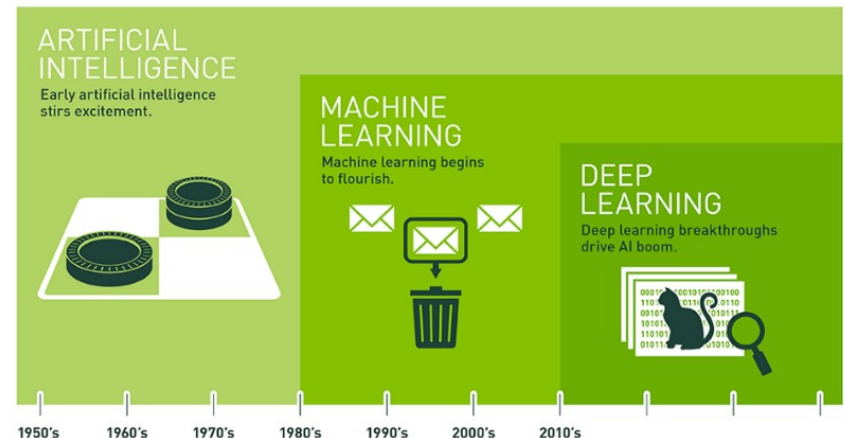 ARTIFICIAL
INTELLIGENCE
Early artificial intelligence
stirs excitement.
MACHINE
LEARNING
Machine learning begins
to flourish.
DEEP
LEARNING
Deep learning breakthroughs
drive AI boom.
1950's 1960's 1970's 1980's 1990's 2000's 2010's